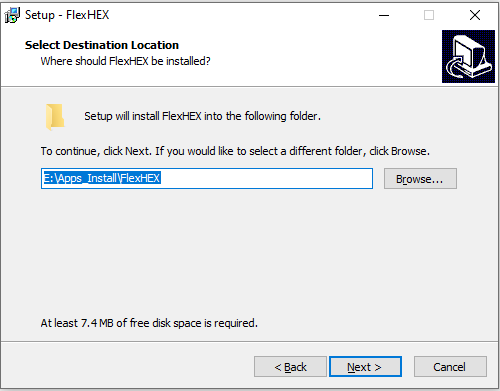 Setup - FlexHEX
Select Destination Location
Where should FlexHEX be installed?
Setup will install FlexHEX into the following folder.
To continue, click Next. If you would like to select a different folder, click Browse.
E:\Apps_Install\FlexHEX
Browse...
At least 7.4 MB of free disk space is required.
< Back
Next >
Cancel